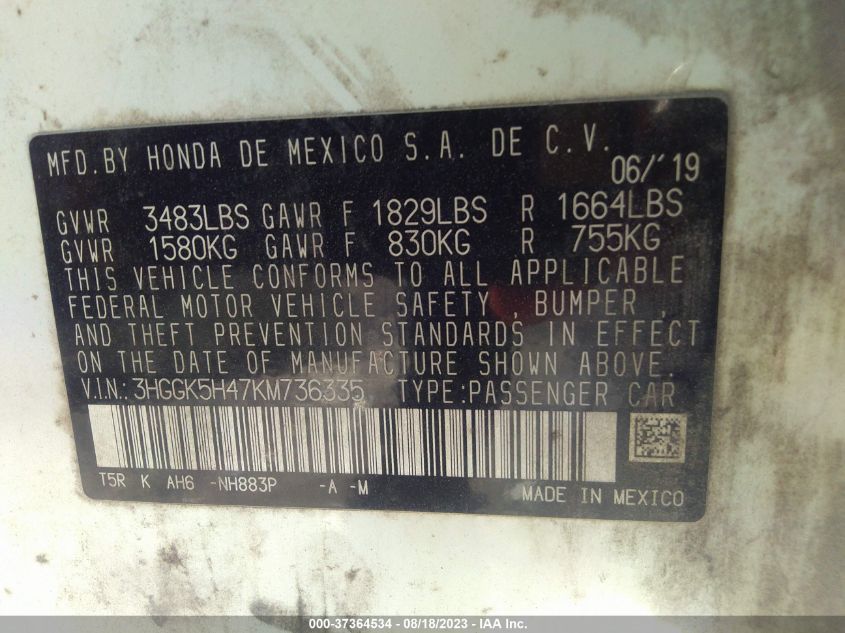 MFD.BY HONDA DE MEXICO S.A. DE C.V. 06/'19
GVWR 3483LBS GAWR F 1829LBS R 1664LBS
GVWR 1580KG GAWR F 830KG R 755KG
THIS VEHICLE CONFORMS TO ALL APPLICABLE
FEDERAL MOTOR VEHICLE SAFETY , BUMPER ,
AND THEFT PREVENTION STANDARDS IN EFFECT
ON THE DATE OF MANUFACTURE SHOWN ABOVE.
V.I.N.: 3HGGK5H47KM736335 TYPE:PASSENGER CAR
T5R K AH6 -NH883P -A -M MADE IN MEXICO
000-37364534 - 08/18/2023 - IAA Inc.